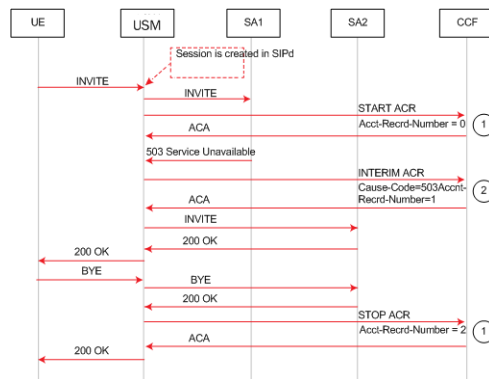 UE
USM
SA1
SA2
CCF
Session is created in SIPd
INVITE
INVITE
START ACR
Acct-Recrd-Number = 0
1
ACA
503 Service Unavailable
INTERIM ACR
Cause-Code=503Accnt-
Recrd-Number=1
2
ACA
INVITE
200 OK
200 OK
BYE
BYE
200 OK
STOP ACR
Acct-Recrd-Number = 2
1
ACA
200 OK